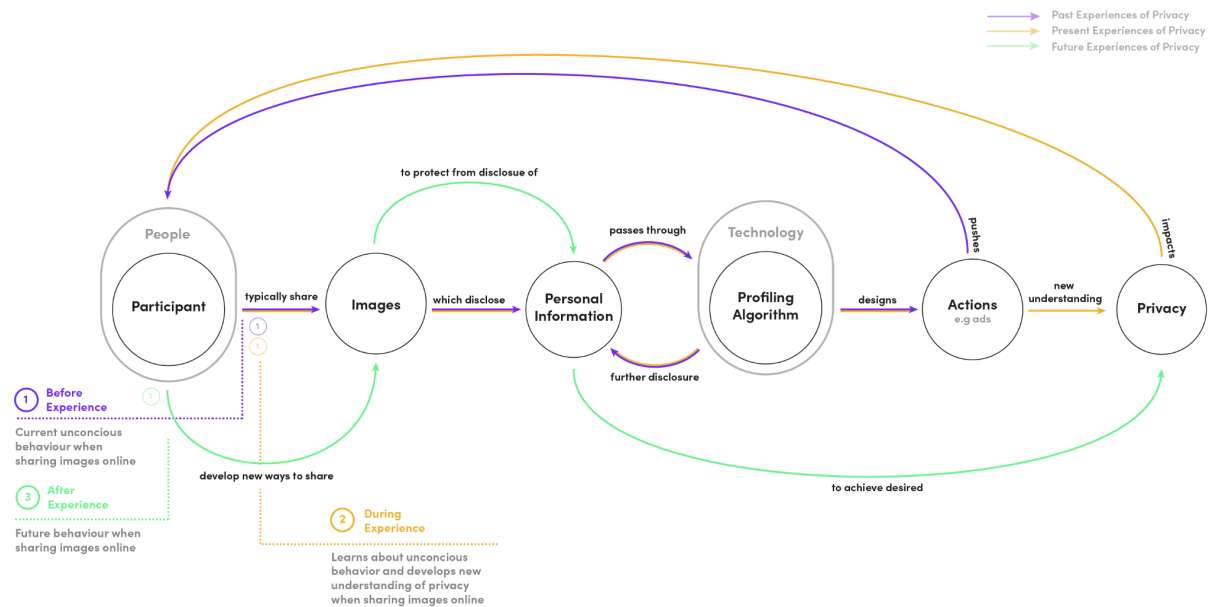 Past Experiences of Privacy
Present Experiences of Privacy
Future Experiences of Privacy
to protect from disclosue of
People
Participant
typically share
1
1
Images
which disclose
Personal
Information
passes through
further disclosure
Technology
Profiling
Algorithm
designs
pushes
Actions
e.g ads
new
understanding
impacts
Privacy
1
Before
Experience
Current unconcious
behaviour when
sharing images online
1
develop new ways to share
to achieve desired
3
After
Experience
Future behaviour when
sharing images online
2
During
Experience
Learns about unconcious
behavior and develops new
understanding of privacy
when sharing images online